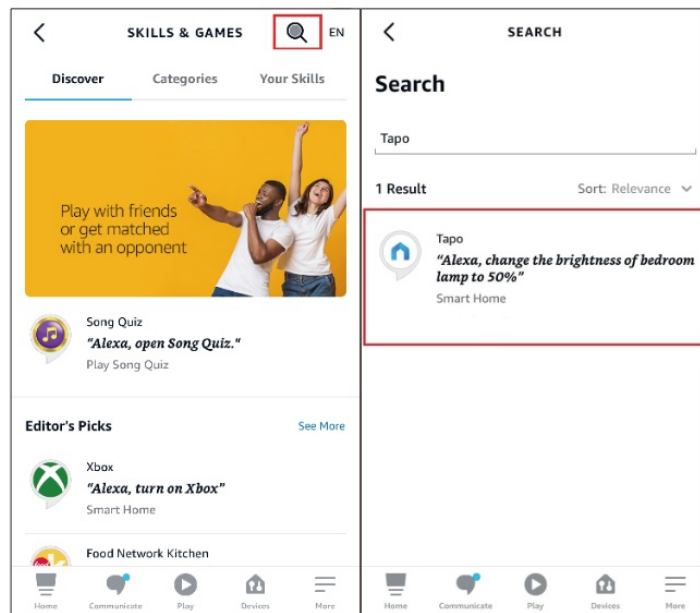 SKILLS & GAMES
EN
Discover
Categories
Your Skills
Play with friends
or get matched
with an opponent
Song Quiz
"Alexa, open Song Quiz."
Play Song Quiz
Editor's Picks
See More
Xbox
"Alexa, turn on Xbox"
Smart Home
Food Network Kitchen
Home
Communicate
Play
Devices
More
SEARCH
Search
Tapo
1 Result
Sort: Relevance
Tapo
"Alexa, change the brightness of bedroom
lamp to 50%"
Smart Home
Home
Communicate
Play
Devices
More